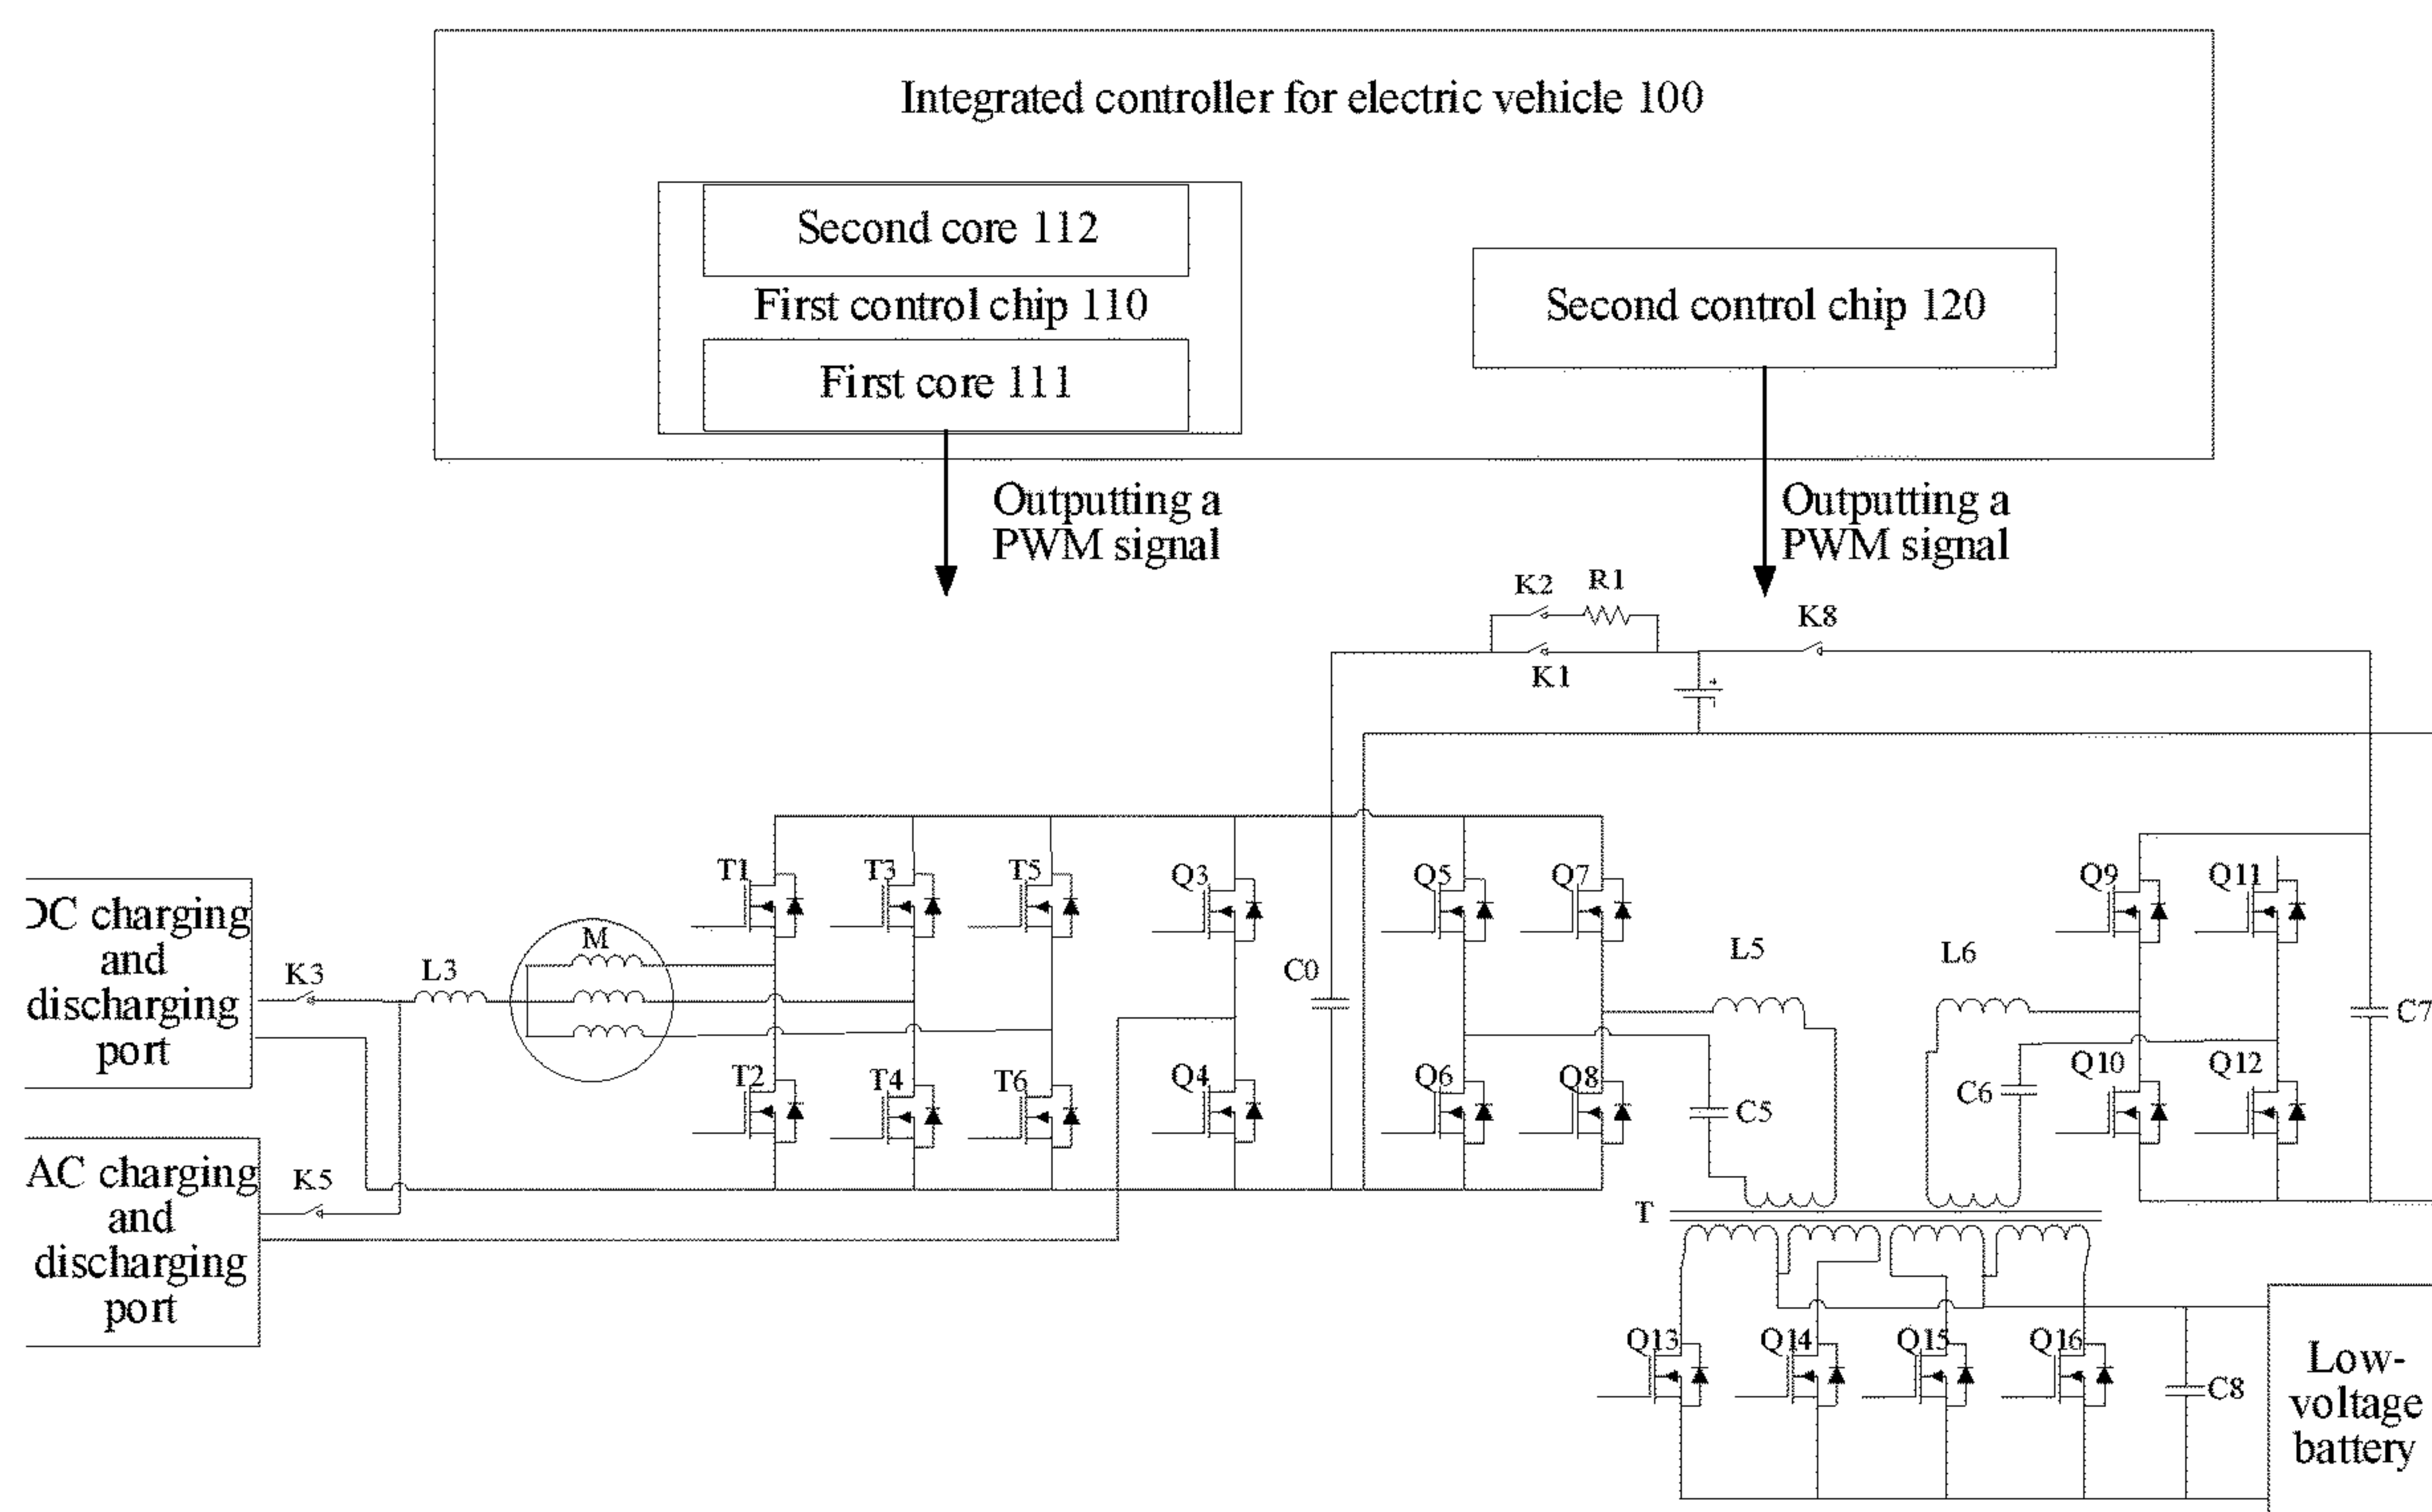 Integrated controller for electric vehicle 100
Second core 112
First control chip 110
First core 111
Second control chip 120
Outputting a
PWM signal
Outputting a
PWM signal
K2
R1
K8
K1
+
T1
T3
T5
Q3
Q5
Q7
Q9
Q11
DC charging
and
discharging
port
K3
L3
M
C0
L5
L6
C7
T2
T4
T6
Q4
Q6
Q8
C5
C6
Q10
Q12
AC charging
and
discharging
port
K5
T
Q13
Q14
Q15
Q16
C8
Low-
voltage
battery